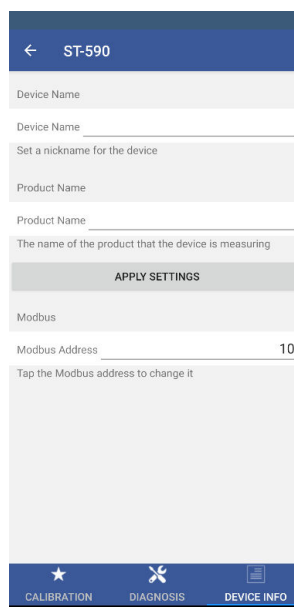 ST-590
Device Name
Device Name
Set a nickname for the device
Product Name
Product Name
The name of the product that the device is measuring
APPLY SETTINGS
Modbus
Modbus Address 10
Tap the Modbus address to change it
CALIBRATION DIAGNOSIS DEVICE INFO